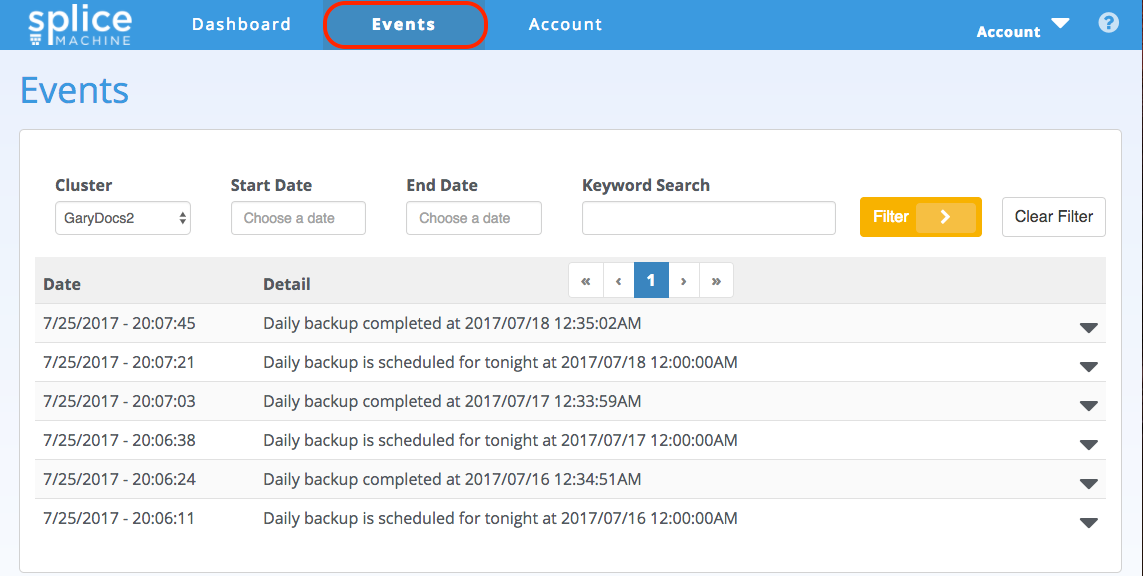 splice MACHINE Dashboard Events Account Account ?
Events
Cluster Start Date End Date Keyword Search
GaryDocs2 Choose a date Choose a date Filter Clear Filter
Date Detail « ‹ 1 › »
7/25/2017 - 20:07:45 Daily backup completed at 2017/07/18 12:35:02AM
7/25/2017 - 20:07:21 Daily backup is scheduled for tonight at 2017/07/18 12:00:00AM
7/25/2017 - 20:07:03 Daily backup completed at 2017/07/17 12:33:59AM
7/25/2017 - 20:06:38 Daily backup is scheduled for tonight at 2017/07/17 12:00:00AM
7/25/2017 - 20:06:24 Daily backup completed at 2017/07/16 12:34:51AM
7/25/2017 - 20:06:11 Daily backup is scheduled for tonight at 2017/07/16 12:00:00AM